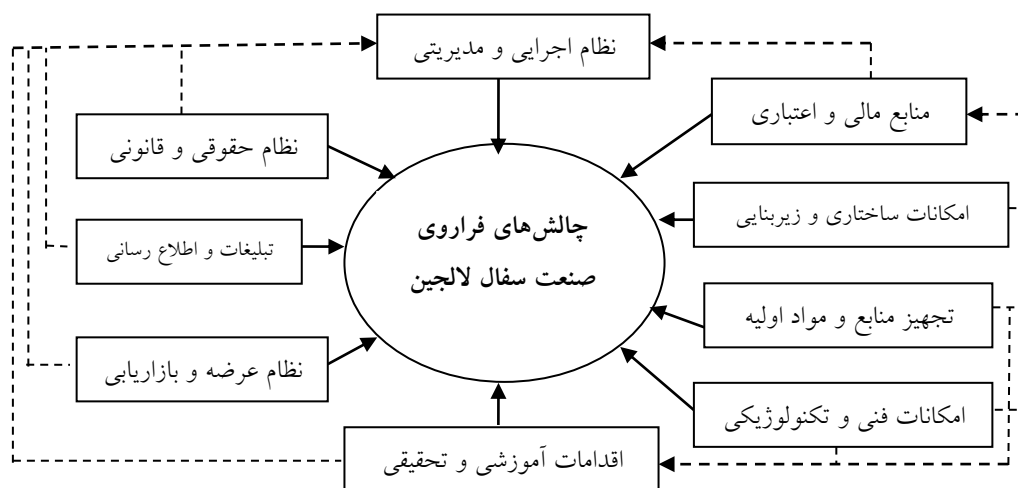 نظام اجرایی و مدیریتی
منابع مالی و اعتباری
نظام حقوقی و قانونی
امکانات ساختاری و زیربنایی
چالش‌های فراروی
صنعت سفال لالجین
تبلیغات و اطلاع رسانی
تجهیز منابع و مواد اولیه
نظام عرضه و بازاریابی
امکانات فنی و تکنولوژیکی
اقدامات آموزشی و تحقیقی